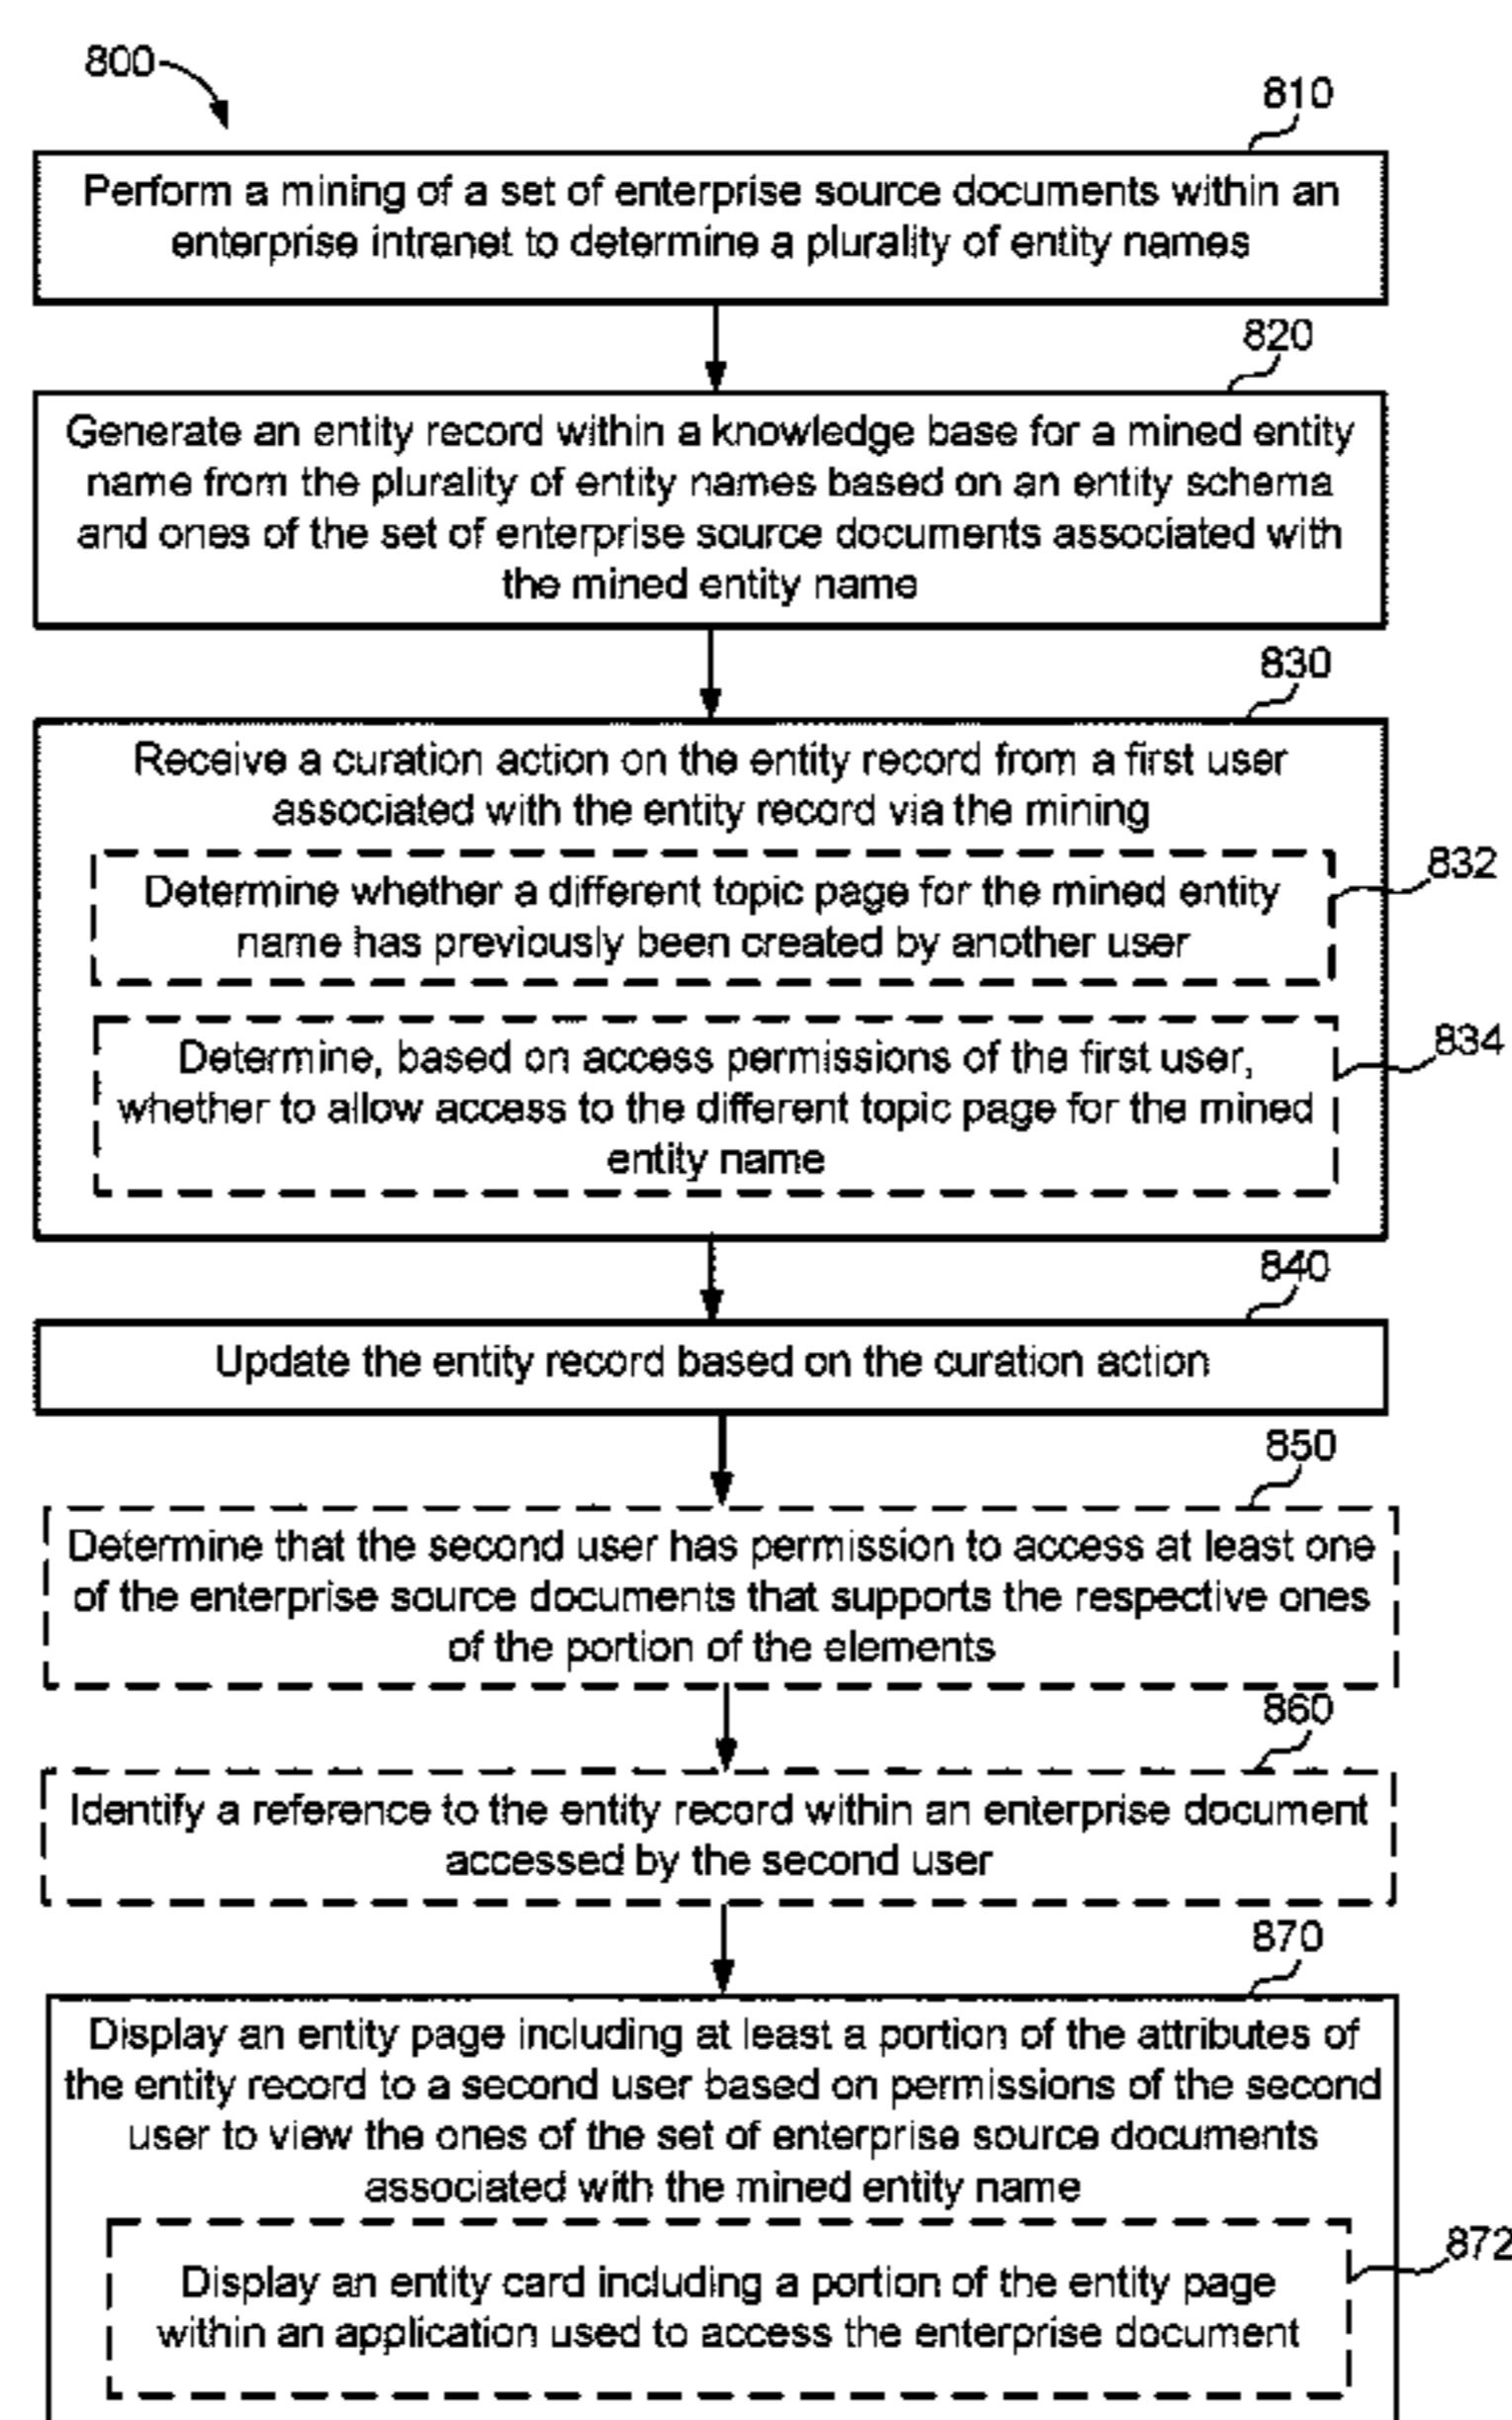 800
810
Perform a mining of a set of enterprise source documents within an
enterprise intranet to determine a plurality of entity names
820
Generate an entity record within a knowledge base for a mined entity
name from the plurality of entity names based on an entity schema
and ones of the set of enterprise source documents associated with
the mined entity name
830
Receive a curation action on the entity record from a first user
associated with the entity record via the mining
832
Determine whether a different topic page for the mined entity
name has previously been created by another user
834
Determine, based on access permissions of the first user,
whether to allow access to the different topic page for the mined
entity name
840
Update the entity record based on the curation action
850
Determine that the second user has permission to access at least one
of the enterprise source documents that supports the respective ones
of the portion of the elements
860
Identify a reference to the entity record within an enterprise document
accessed by the second user
870
Display an entity page including at least a portion of the attributes of
the entity record to a second user based on permissions of the second
user to view the ones of the set of enterprise source documents
associated with the mined entity name
872
Display an entity card including a portion of the entity page
within an application used to access the enterprise document